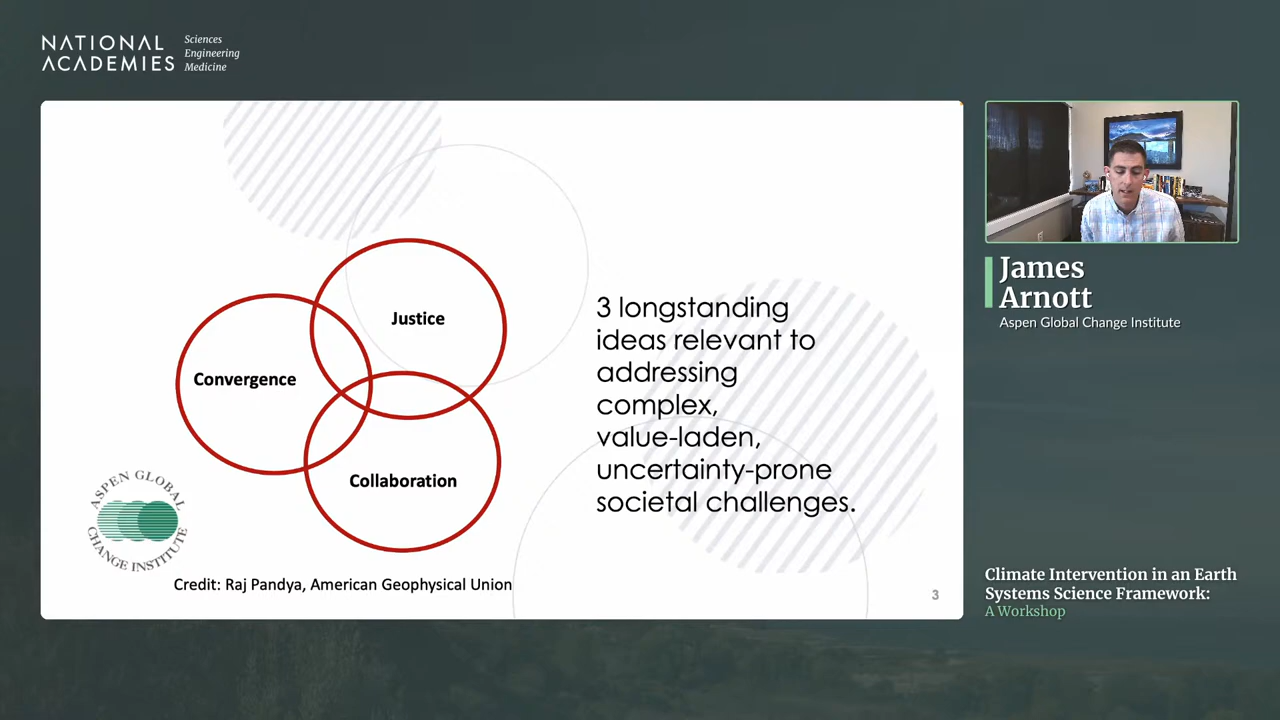 NATIONAL
ACADEMIES
Sciences
Engineering
Medicine
Justice
Convergence
Collaboration
3 longstanding
ideas relevant to
addressing
complex,
value-laden,
uncertainty-prone
societal challenges.
ASPEN GLOBAL
CHANGE INSTITUTE
Credit: Raj Pandya, American Geophysical Union
3
James
Arnott
Aspen Global Change Institute
Climate Intervention in an Earth
Systems Science Framework:
A Workshop